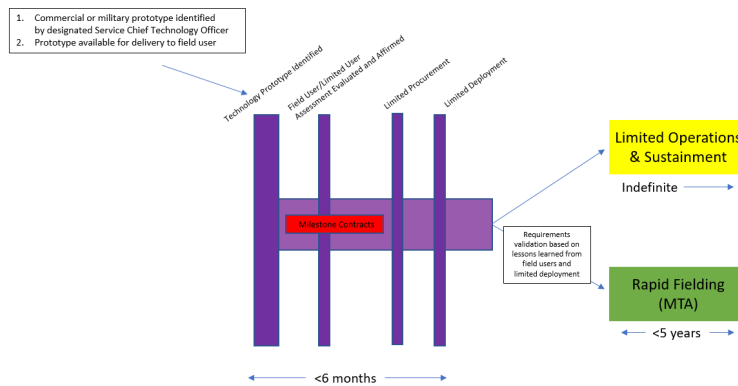 1. Commercial or military prototype identified
by designated Service Chief Technology Officer
2. Prototype available for delivery to field user
Technology Prototype Identified
Field User/Limited User
Assessment Evaluated and Affirmed
Limited Procurement
Limited Deployment
Milestone Contracts
Limited Operations
& Sustainment
Indefinite
Requirements
validation based on
lessons learned from
field users and
limited deployment
Rapid Fielding
(MTA)
<5 years
<6 months